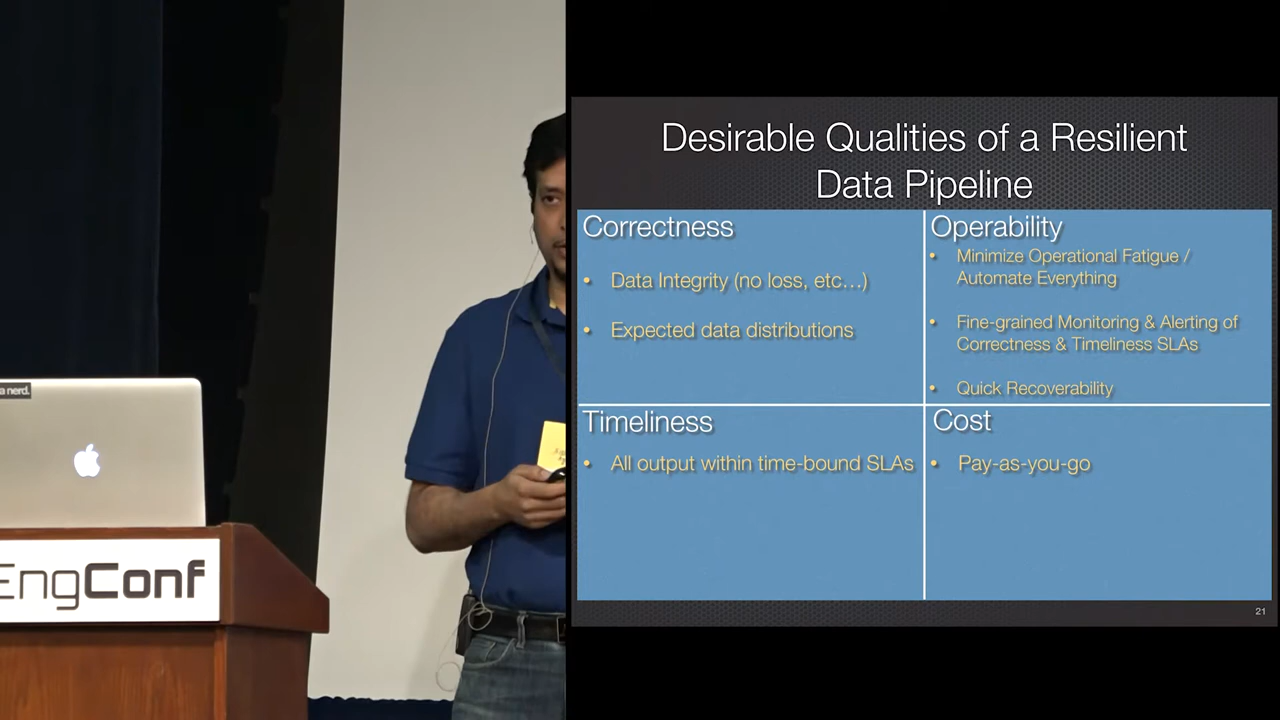 a nerd.
EngConf
Desirable Qualities of a Resilient
Data Pipeline
Correctness
• Data Integrity (no loss, etc…)
• Expected data distributions
Operability
• Minimize Operational Fatigue /
Automate Everything
• Fine-grained Monitoring & Alerting of
Correctness & Timeliness SLAs
• Quick Recoverability
Timeliness
• All output within time-bound SLAs
Cost
• Pay-as-you-go
21